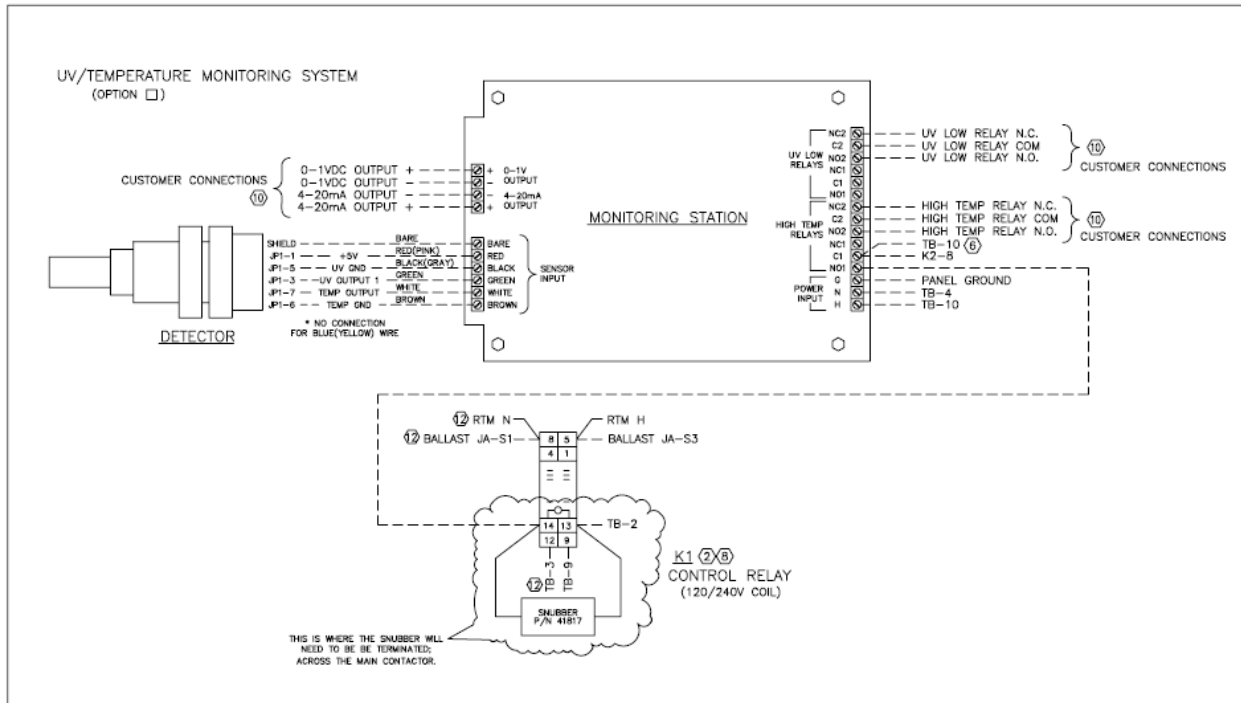 UV/TEMPERATURE MONITORING SYSTEM
(OPTION □)
CUSTOMER CONNECTIONS
10
0-1VDC OUTPUT +
0-1VDC OUTPUT -
4-20mA OUTPUT -
4-20mA OUTPUT +
+ 0-1V
- OUTPUT
- 4-20mA
+ OUTPUT
SHIELD BARE BARE
JP1-1 +5V RED(PINK) RED
JP1-5 UV GND BLACK(GRAY) BLACK
JP1-3 UV OUTPUT 1 GREEN GREEN
JP1-7 TEMP OUTPUT WHITE WHITE
JP1-6 TEMP GND BROWN BROWN
SENSOR
INPUT
* NO CONNECTION
FOR BLUE(YELLOW) WIRE
DETECTOR
MONITORING STATION
UV LOW
RELAYS
NC2 UV LOW RELAY N.C.
C2 UV LOW RELAY COM
NO2 UV LOW RELAY N.O.
NC1
C1
NO1
10
CUSTOMER CONNECTIONS
HIGH TEMP
RELAYS
NC2 HIGH TEMP RELAY N.C.
C2 HIGH TEMP RELAY COM
NO2 HIGH TEMP RELAY N.O.
10
CUSTOMER CONNECTIONS
NC1 TB-10 6
C1 K2-8
NO1
POWER
INPUT
G PANEL GROUND
N TB-4
H TB-10
12 RTM N RTM H
12 BALLAST JA-S1 8 5 BALLAST JA-S3
4 1
14 13 TB-2
12 9
12 TB-3 TB-9
K1 2 8
CONTROL RELAY
(120/240V COIL)
SNUBBER
P/N 41817
THIS IS WHERE THE SNUBBER WILL
NEED TO BE BE TERMINATED;
ACROSS THE MAIN CONTACTOR.